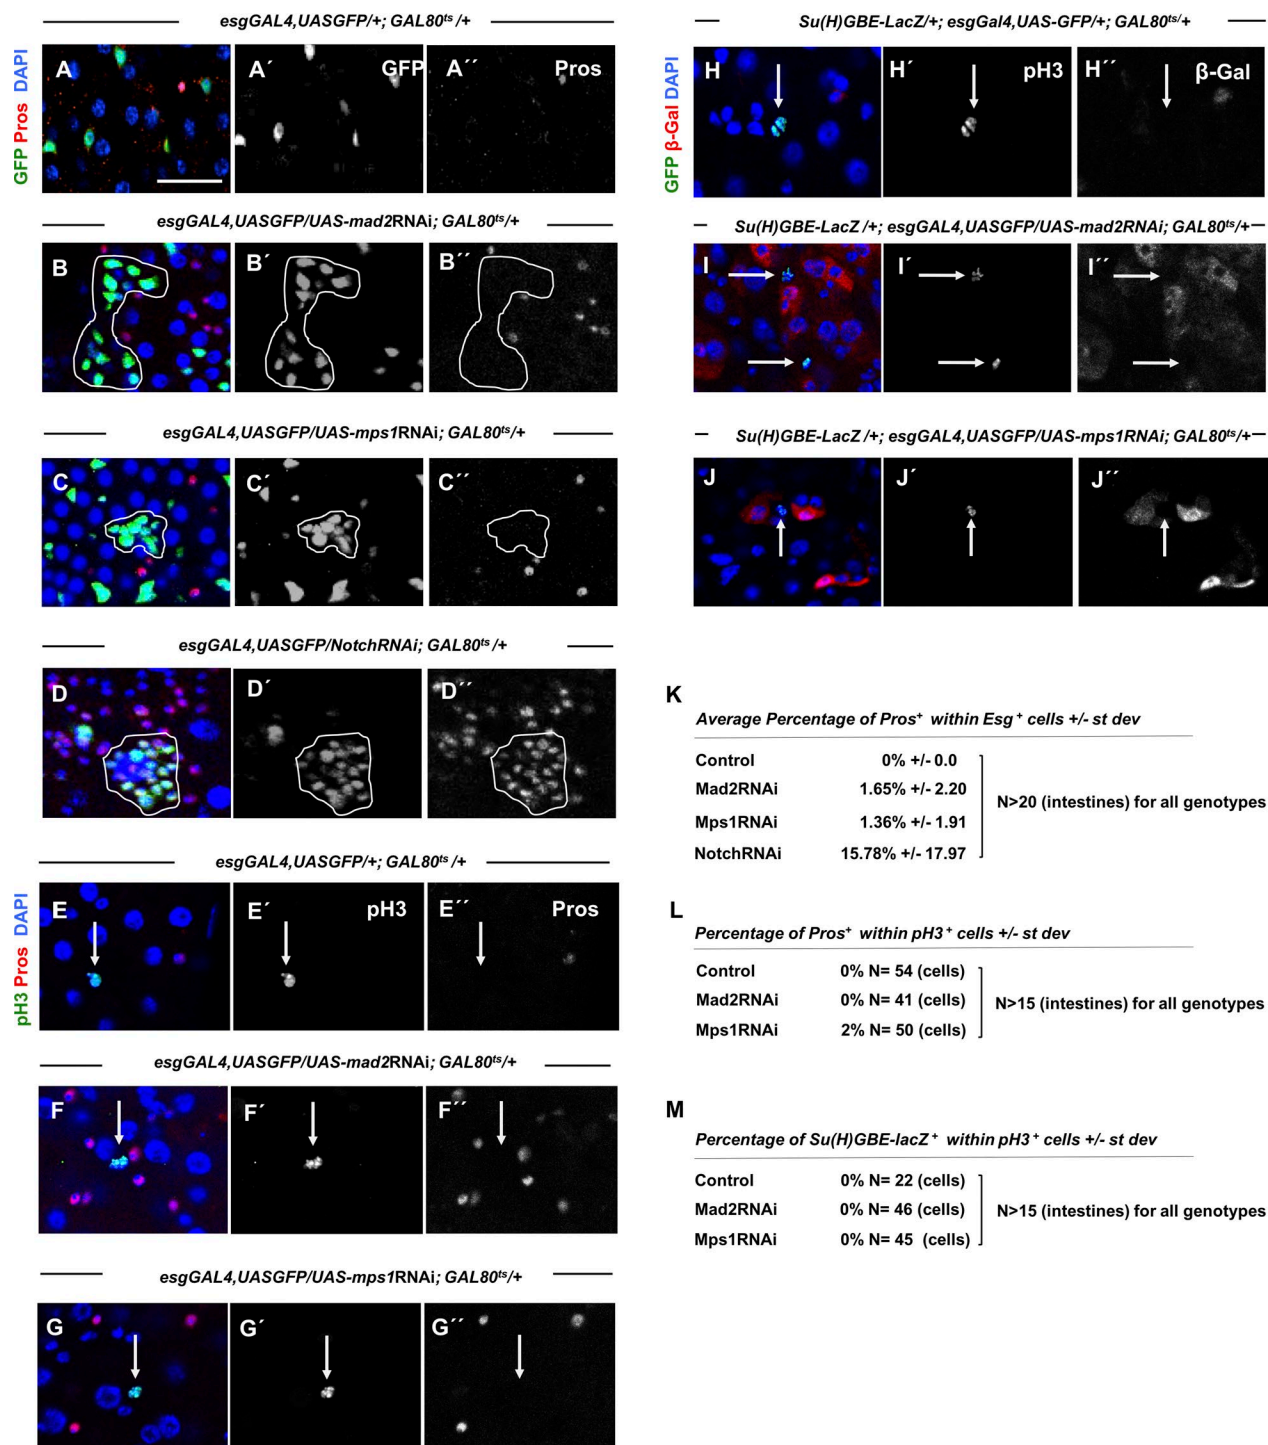 esgGAL4,UASGFP/+; GAL80ts /+
GFP Pros DAPI
A
A´ GFP
A´´ Pros
esgGAL4,UASGFP/UAS-mad2RNAi; GAL80ts/+
B
B´
B´´
esgGAL4,UASGFP/UAS-mps1RNAi; GAL80ts/+
C
C´
C´´
esgGAL4,UASGFP/NotchRNAi; GAL80ts /+
D
D´
D´´
esgGAL4,UASGFP/+; GAL80ts /+
pH3 Pros DAPI
E
E´ pH3
E´´ Pros
esgGAL4,UASGFP/UAS-mad2RNAi; GAL80ts/+
F
F´
F´´
esgGAL4,UASGFP/UAS-mps1RNAi; GAL80ts/+
G
G´
G´´
Su(H)GBE-LacZ/+; esgGal4,UAS-GFP/+; GAL80ts/+
GFP β-Gal DAPI
H
H´ pH3
H´´ β-Gal
Su(H)GBE-LacZ /+; esgGAL4,UASGFP/UAS-mad2RNAi; GAL80ts/+
I
I´
I´´
Su(H)GBE-LacZ /+; esgGAL4,UASGFP/UAS-mps1RNAi; GAL80ts/+
J
J´
J´´
K
Average Percentage of Pros+ within Esg + cells +/- st dev
Control 0% +/- 0.0
Mad2RNAi 1.65% +/- 2.20
Mps1RNAi 1.36% +/- 1.91
NotchRNAi 15.78% +/- 17.97
N>20 (intestines) for all genotypes
L
Percentage of Pros+ within pH3 + cells +/- st dev
Control 0% N= 54 (cells)
Mad2RNAi 0% N= 41 (cells)
Mps1RNAi 2% N= 50 (cells)
N>15 (intestines) for all genotypes
M
Percentage of Su(H)GBE-lacZ + within pH3 + cells +/- st dev
Control 0% N= 22 (cells)
Mad2RNAi 0% N= 46 (cells)
Mps1RNAi 0% N= 45 (cells)
N>15 (intestines) for all genotypes